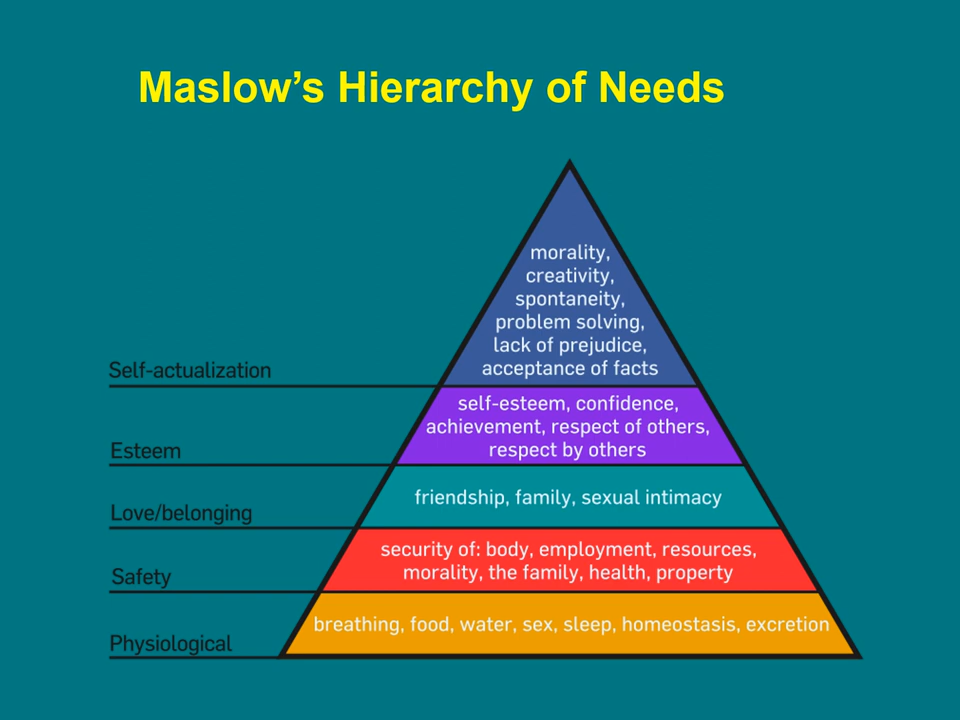 Maslow’s Hierarchy of Needs
morality,
creativity,
spontaneity,
problem solving,
lack of prejudice,
acceptance of facts
Self-actualization
self-esteem, confidence,
achievement, respect of others,
respect by others
Esteem
friendship, family, sexual intimacy
Love/belonging
security of: body, employment, resources,
morality, the family, health, property
Safety
breathing, food, water, sex, sleep, homeostasis, excretion
Physiological